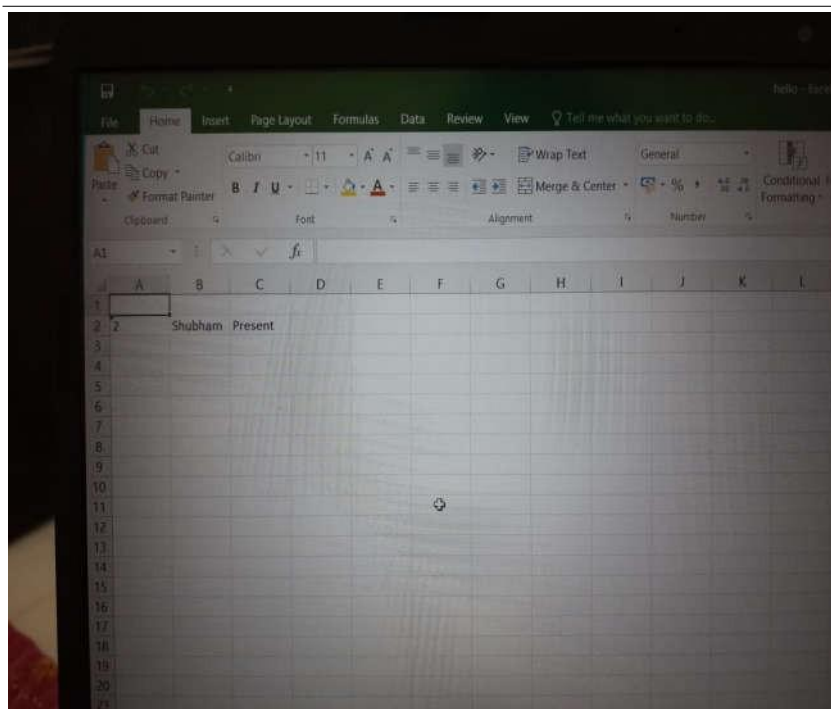 hello
File Home Insert Page Layout Formulas Data Review View Tell me what you want to do...
Cut
Copy
Paste
Format Painter
Clipboard
Calibri 11 A A
B I U A
Font
Wrap Text
Merge & Center
Alignment
General
%
Number
Conditional
Formatting
A1 fx
A B C D E F G H I J K L
1
2 2 Shubham Present
3
4
5
6
7
8
9
10
11
12
13
14
15
16
17
18
19
20
21